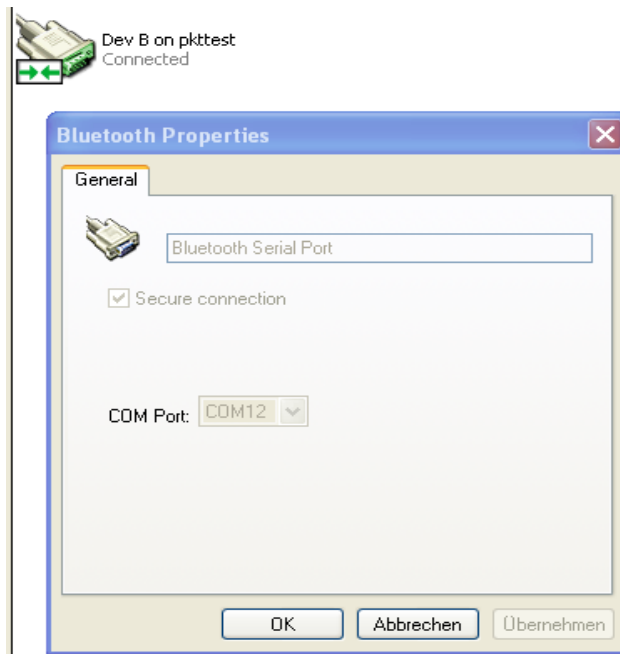 Dev B on pkttest
Connected
Bluetooth Properties
General
Bluetooth Serial Port
Secure connection
COM Port: COM12
OK Abbrechen Übernehmen